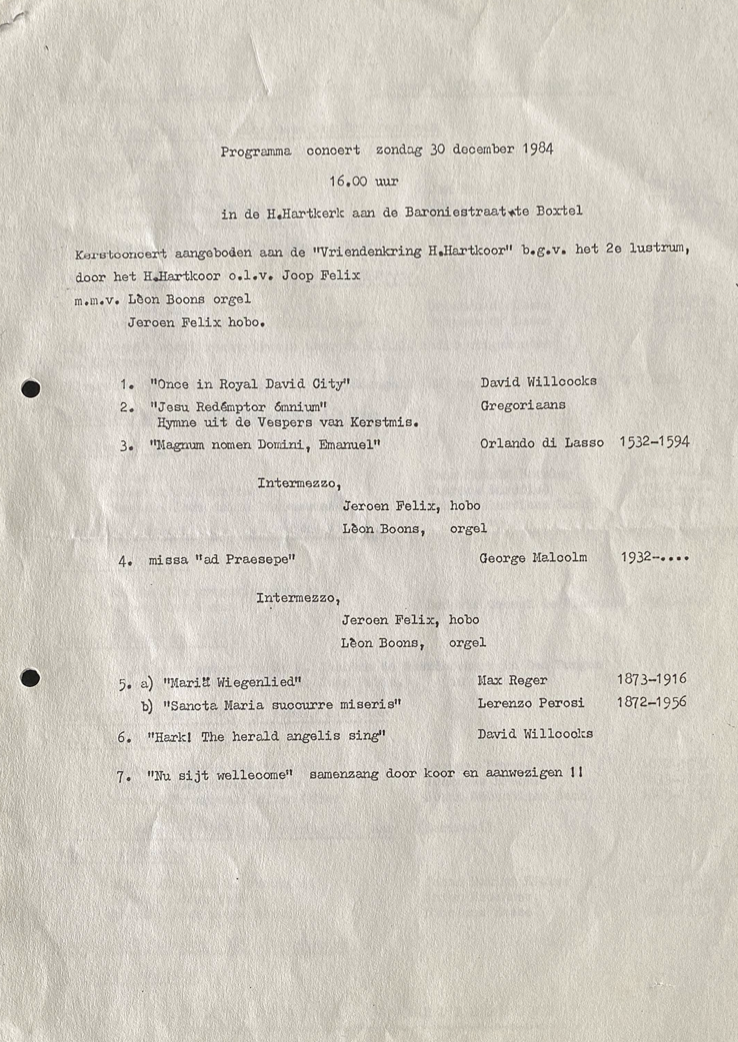 Programma concert zondag 30 december 1984
16.00 uur
in de H.Hartkerk aan de Baroniestraat te Boxtel
Kerstconcert aangeboden aan de "Vriendenkring H.Hartkoor" b.g.v. het 2e lustrum,
door het H.Hartkoor o.l.v. Joop Felix
m.m.v. Lèon Boons orgel
Jeroen Felix hobo.
1. "Once in Royal David City" David Willcocks
2. "Jesu Redémptor ómnium" Gregoriaans
Hymne uit de Vespers van Kerstmis.
3. "Magnum nomen Domini, Emanuel" Orlando di Lasso 1532-1594
Intermezzo,
Jeroen Felix, hobo
Lèon Boons, orgel
4. missa "ad Praesepe" George Malcolm 1932-....
Intermezzo,
Jeroen Felix, hobo
Lèon Boons, orgel
5. a) Wiegenlied" Max Reger 1873-1916
b) "Sancta Maria succurre miseris" Lerenzo Perosi 1872-1956
6. "Hark! The herald angelis sing" David Willcocks
7. "Nu sijt wellecome" samenzang door koor en aanwezigen !!